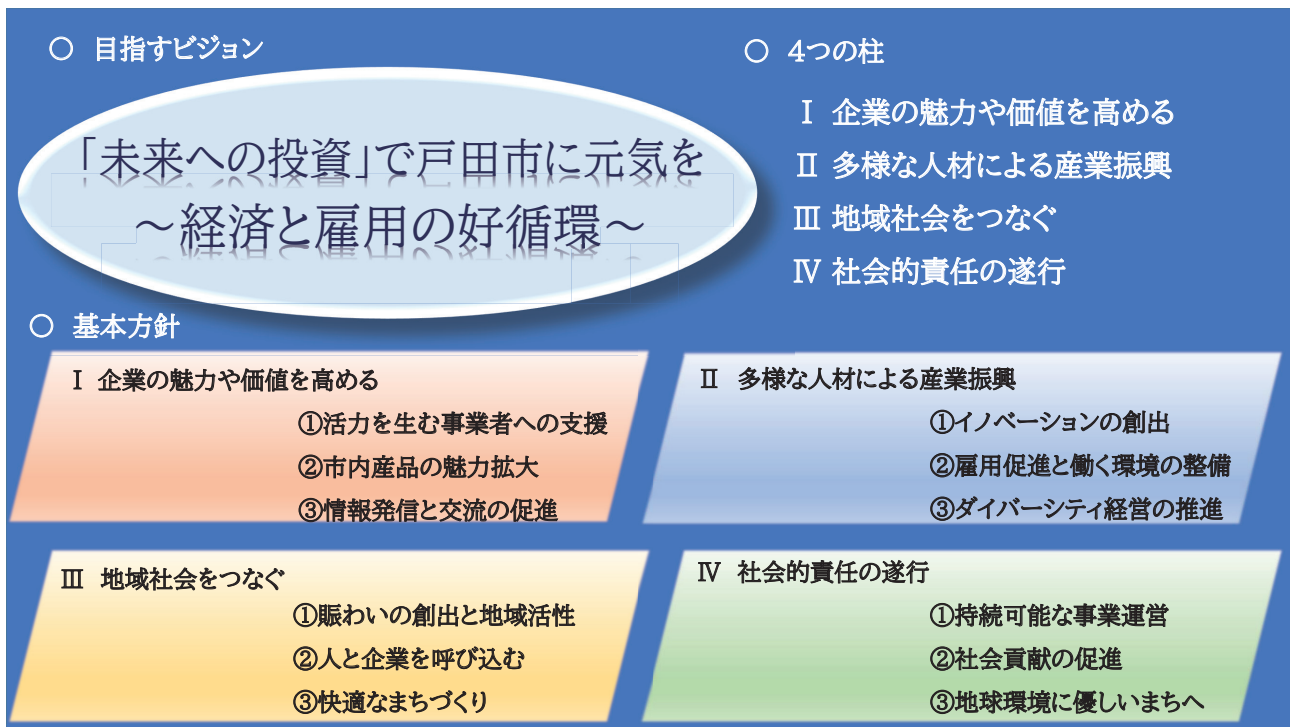 ○ 目指すビジョン
「未来への投資」で戸田市に元気を
～経済と雇用の好循環～
○ 4つの柱
Ⅰ 企業の魅力や価値を高める
Ⅱ 多様な人材による産業振興
Ⅲ 地域社会をつなぐ
Ⅳ 社会的責任の遂行
○ 基本方針
Ⅰ 企業の魅力や価値を高める
①活力を生む事業者への支援
②市内産品の魅力拡大
③情報発信と交流の促進
Ⅱ 多様な人材による産業振興
①イノベーションの創出
②雇用促進と働く環境の整備
③ダイバーシティ経営の推進
Ⅲ 地域社会をつなぐ
①賑わいの創出と地域活性
②人と企業を呼び込む
③快適なまちづくり
Ⅳ 社会的責任の遂行
①持続可能な事業運営
②社会貢献の促進
③地球環境に優しいまちへ